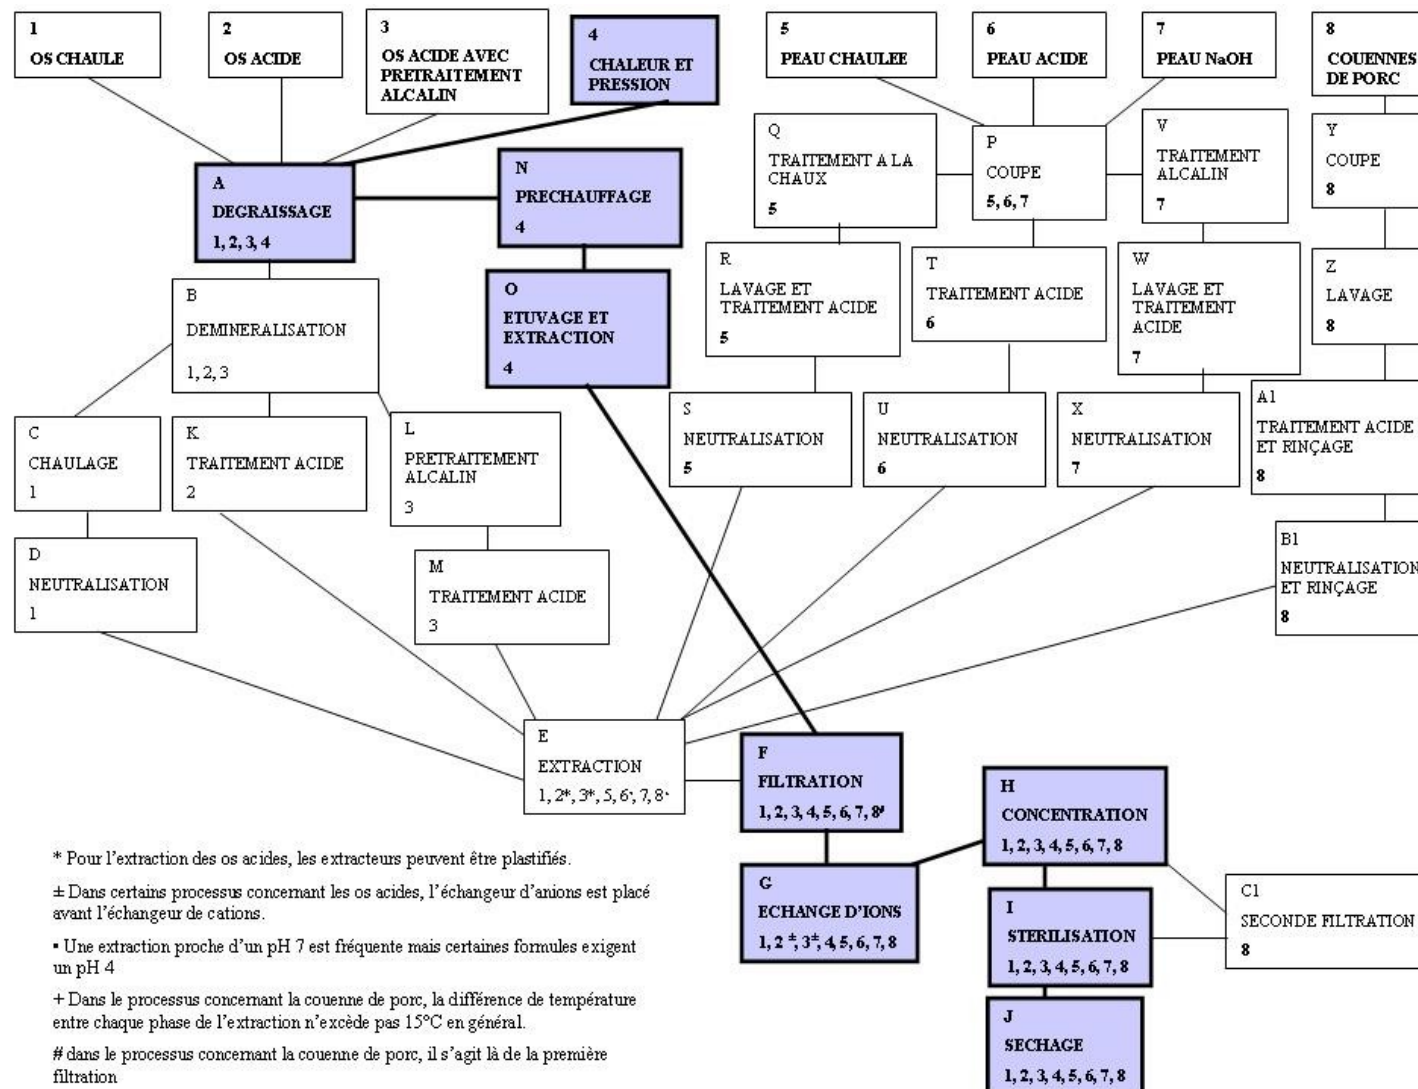 1
OS CHAULE
2
OS ACIDE
3
OS ACIDE AVEC
PRETRAITEMENT
ALCALIN
4
CHALEUR ET
PRESSION
5
PEAU CHAULEE
6
PEAU ACIDE
7
PEAU NaOH
8
COUENNES
DE PORC
A
DEGRAISSAGE
1, 2, 3, 4
N
PRECHAUFFAGE
4
Q
TRAITEMENT A LA
CHAUX
5
P
COUPE
5, 6, 7
V
TRAITEMENT
ALCALIN
7
Y
COUPE
8
B
DEMINERALISATION
1, 2, 3
O
ETUVAGE ET
EXTRACTION
4
R
LAVAGE ET
TRAITEMENT ACIDE
5
T
TRAITEMENT ACIDE
6
W
LAVAGE ET
TRAITEMENT
ACIDE
7
Z
LAVAGE
8
C
CHAULAGE
1
K
TRAITEMENT ACIDE
2
L
PRETRAITEMENT
ALCALIN
3
S
NEUTRALISATION
5
U
NEUTRALISATION
6
X
NEUTRALISATION
7
A1
TRAITEMENT ACIDE
ET RINÇAGE
8
D
NEUTRALISATION
1
M
TRAITEMENT ACIDE
3
B1
NEUTRALISATION
ET RINÇAGE
8
E
EXTRACTION
1, 2*, 3*, 5, 6, 7, 8
F
FILTRATION
1, 2, 3, 4, 5, 6, 7, 8#
G
ECHANGE D'IONS
1, 2 ±, 3±, 4, 5, 6, 7, 8
H
CONCENTRATION
1, 2, 3, 4, 5, 6, 7, 8
I
STERILISATION
1, 2, 3, 4, 5, 6, 7, 8
C1
SECONDE FILTRATION
8
J
SECHAGE
1, 2, 3, 4, 5, 6, 7, 8
* Pour l'extraction des os acides, les extracteurs peuvent être plastifiés.
± Dans certains processus concernant les os acides, l'échangeur d'anions est placé
avant l'échangeur de cations.
▪ Une extraction proche d'un pH 7 est fréquente mais certaines formules exigent
un pH 4
+ Dans le processus concernant la couenne de porc, la différence de température
entre chaque phase de l'extraction n'excède pas 15°C en général.
# dans le processus concernant la couenne de porc, il s'agit là de la première
filtration